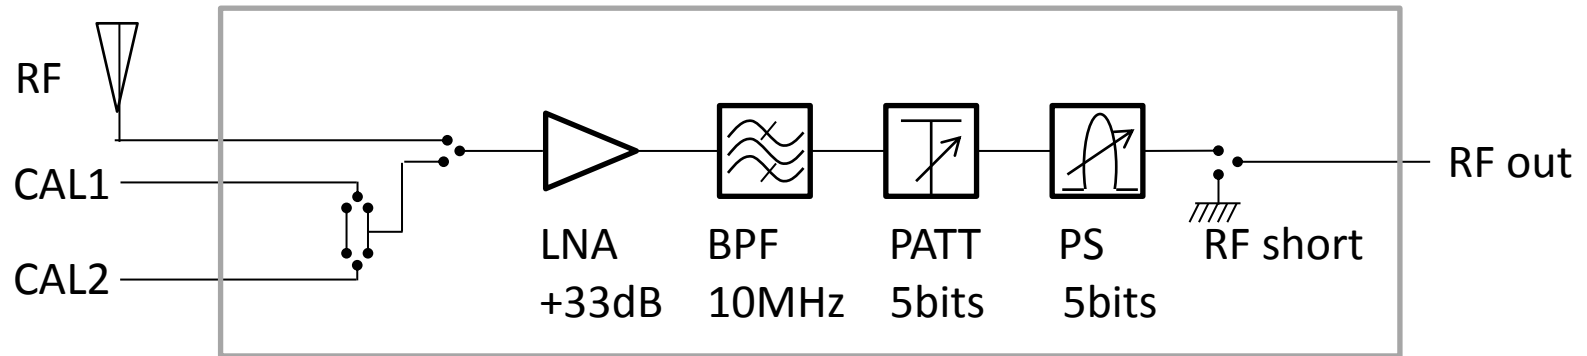 RF
CAL1
CAL2
LNA
+33dB
BPF
10MHz
PATT
5bits
PS
5bits
RF short
RF out